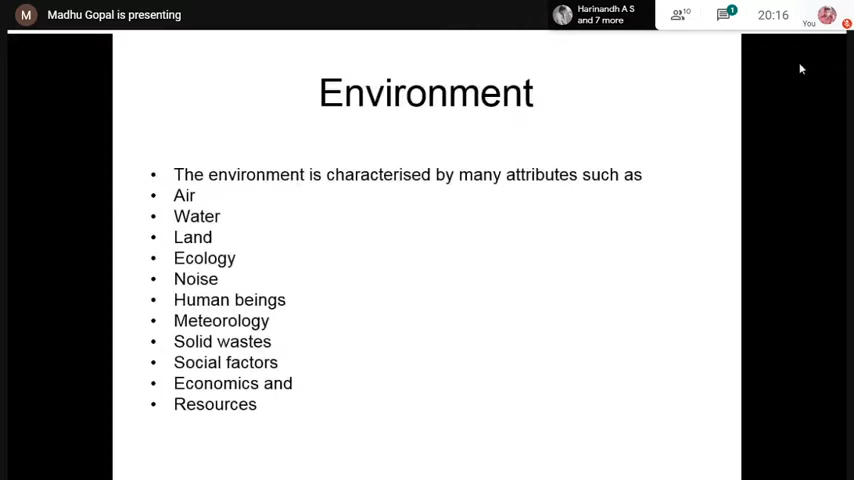 M Madhu Gopal is presenting
Harinandh A S
and 7 more
10
1
20:16
You
Environment
• The environment is characterised by many attributes such as
• Air
• Water
• Land
• Ecology
• Noise
• Human beings
• Meteorology
• Solid wastes
• Social factors
• Economics and
• Resources